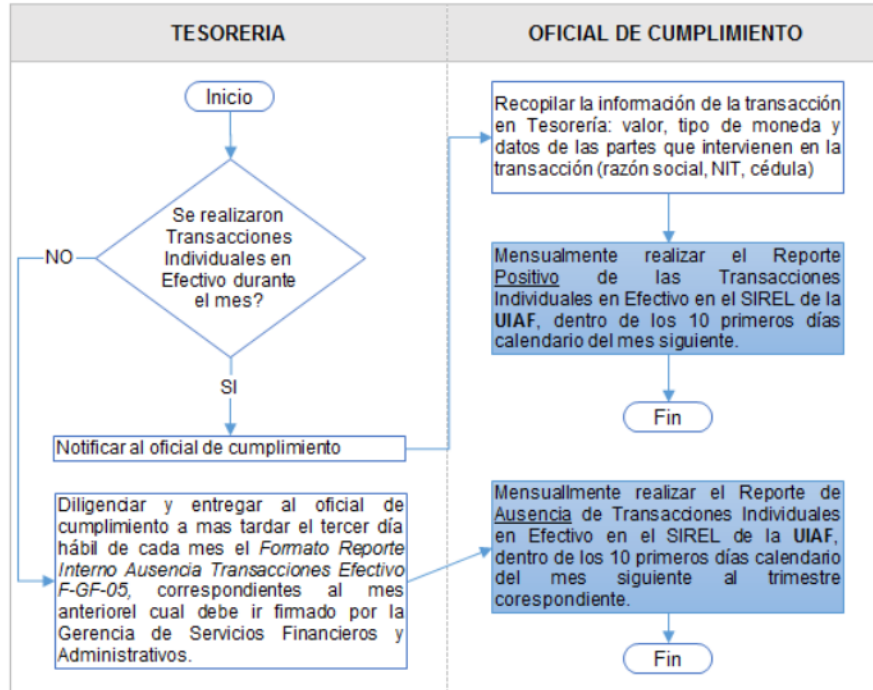 TESORERIA
OFICIAL DE CUMPLIMIENTO
Inicio
Se realizaron
Transacciones
Individuales en
Efectivo durante
el mes?
NO
SI
Notificar al oficial de cumplimiento
Diligenciar y entregar al oficial
de cumplimiento a mas tardar el tercer día
hábil de cada mes el Formato Reporte
Interno Ausencia Transacciones Efectivo
F-GF-05, correspondientes al mes
anteriorel cual debe ir firmado por la
Gerencia de Servicios Financieros y
Administrativos.
Recopilar la información de la transacción
en Tesorería: valor, tipo de moneda y
datos de las partes que intervienen en la
transacción (razón social, NIT, cédula)
Mensualmente realizar el Reporte
Positivo de las Transacciones
Individuales en Efectivo en el SIREL de la
UIAF, dentro de los 10 primeros días
calendario del mes siguiente.
Fin
Mensuallmente realizar el Reporte de
Ausencia de Transacciones Individuales
en Efectivo en el SIREL de la UIAF,
dentro de los 10 primeros días calendario
del mes siguiente al trimestre
corespondiente.
Fin